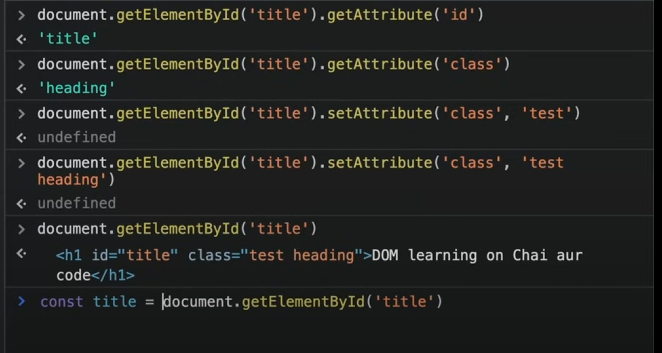 > document.getElementById('title').getAttribute('id')
<· 'title'
> document.getElementById('title').getAttribute('class')
<· 'heading'
> document.getElementById('title').setAttribute('class', 'test')
<· undefined
> document.getElementById('title').setAttribute('class', 'test
heading')
<· undefined
> document.getElementById('title')
<· <h1 id="title" class="test heading">DOM learning on Chai aur
code</h1>
> const title = document.getElementById('title')